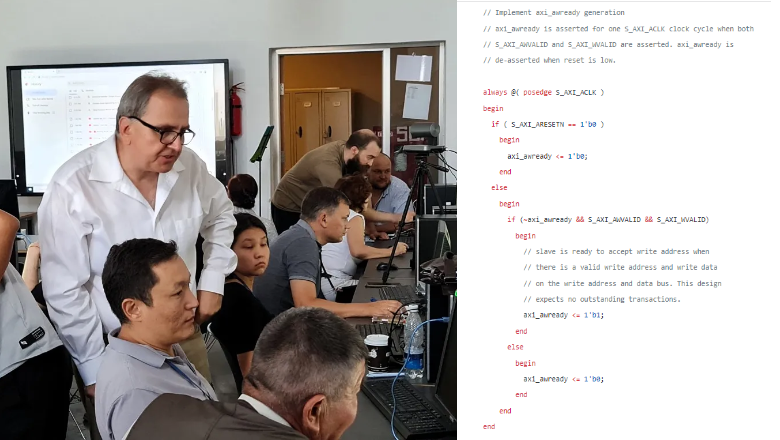 // Implement axi_awready generation
// axi_awready is asserted for one S_AXI_ACLK clock cycle when both
// S_AXI_AWVALID and S_AXI_WVALID are asserted. axi_awready is
// de-asserted when reset is low.
always @( posedge S_AXI_ACLK )
begin
if ( S_AXI_ARESETN == 1'b0 )
begin
axi_awready <= 1'b0;
end
else
begin
if (~axi_awready && S_AXI_AWVALID && S_AXI_WVALID)
begin
// slave is ready to accept write address when
// there is a valid write address and write data
// on the write address and data bus. This design
// expects no outstanding transactions.
axi_awready <= 1'b1;
end
else
begin
axi_awready <= 1'b0;
end
end
end